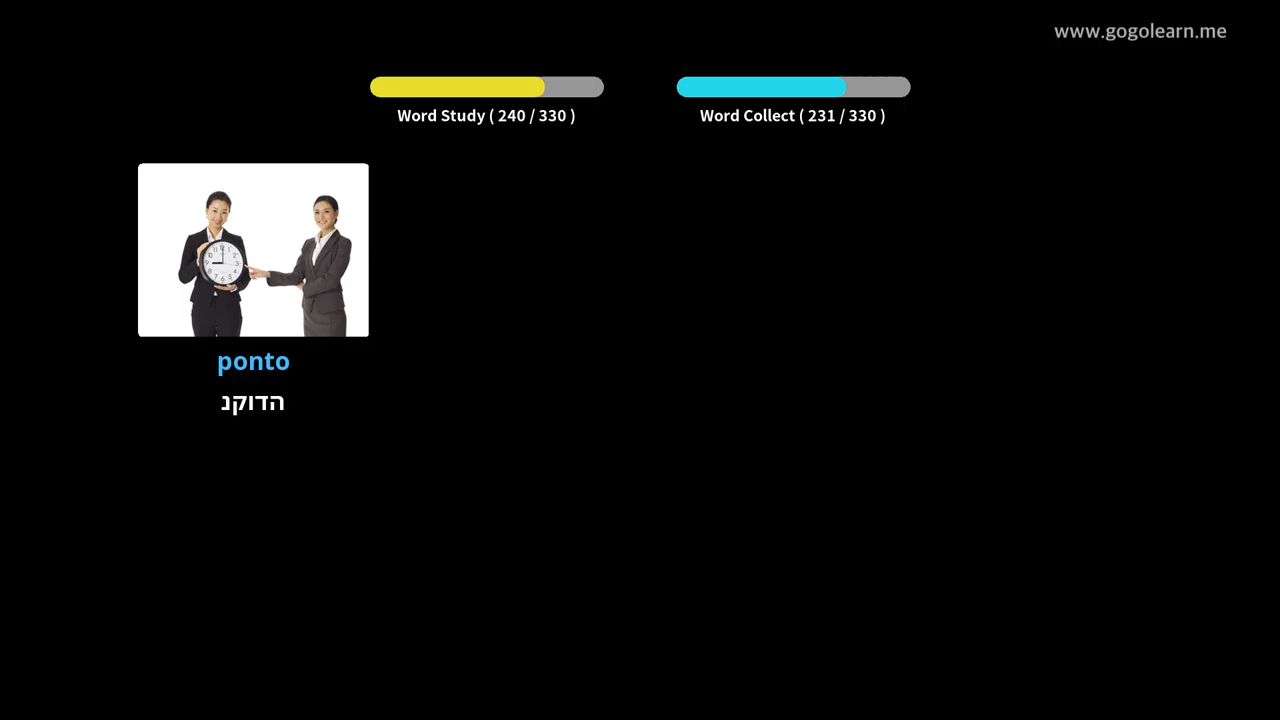 www.gogolearn.me
Word Study ( 240 / 330 )
Word Collect ( 231 / 330 )
ponto
הדוקנ